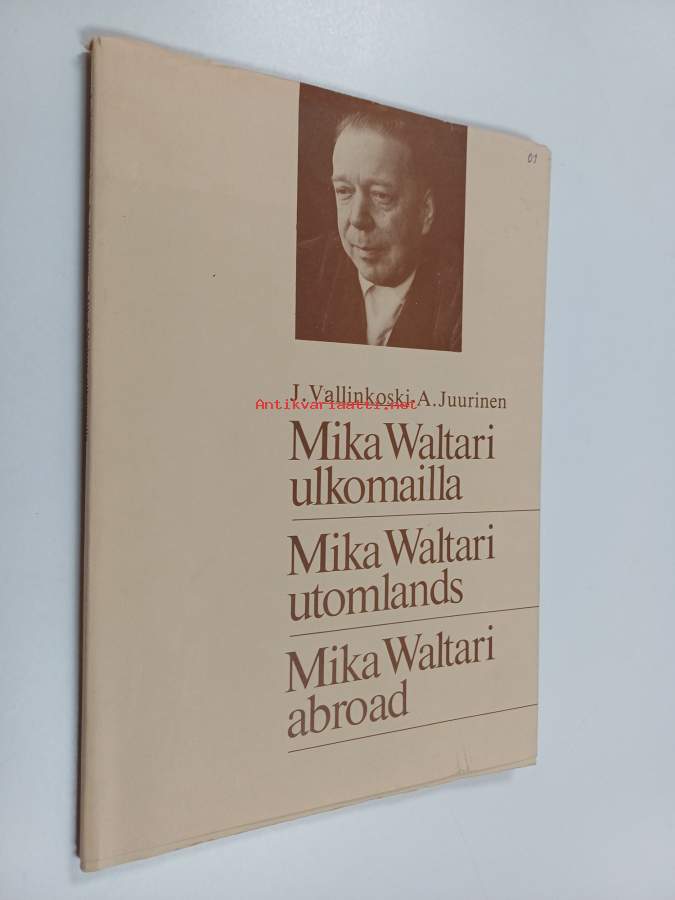 01
J. Vallinkoski-A. Juurinen
Antikvariaatti.net
Mika Waltari
ulkomailla
Mika Waltari
utomlands
Mika Waltari
abroad